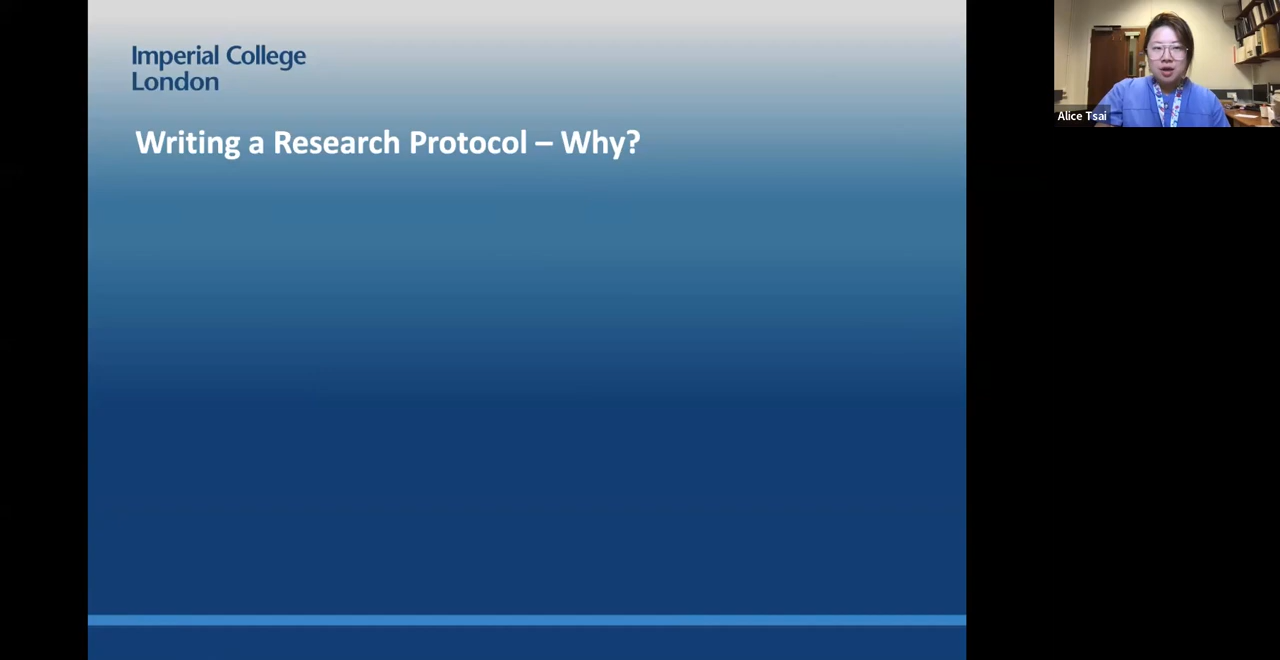 Imperial College
London
Writing a Research Protocol – Why?
Alice Tsai